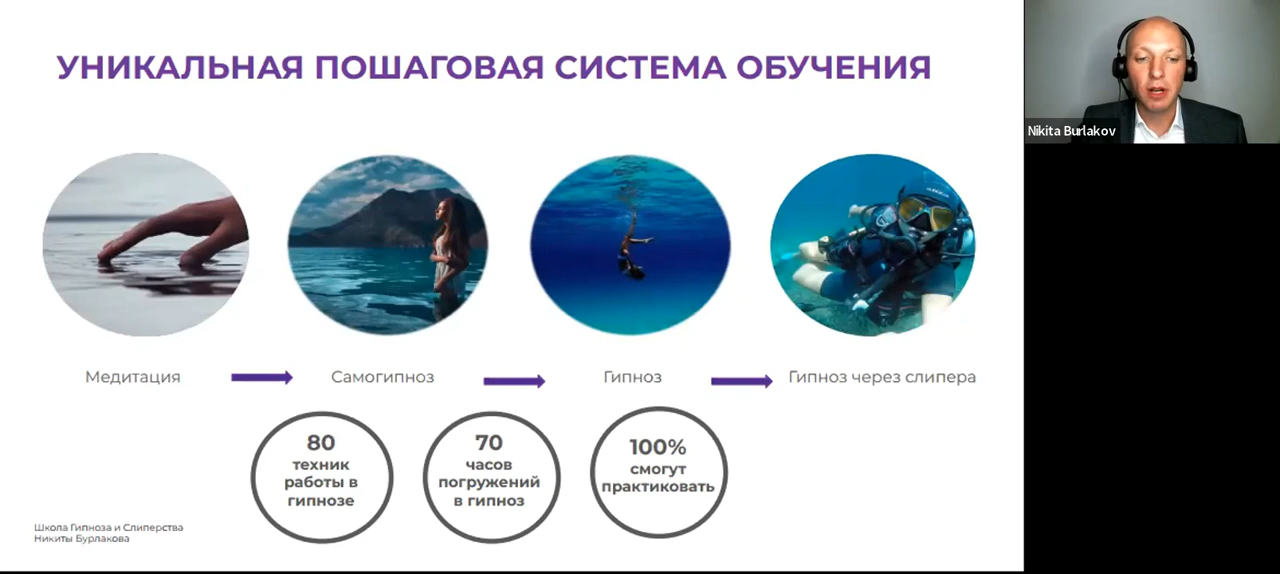 УНИКАЛЬНАЯ ПОШАГОВАЯ СИСТЕМА ОБУЧЕНИЯ
Nikita Burlakov
Медитация
Самогипноз
Гипноз
Гипноз через слипера
80
техник
работы в
гипнозе
70
часов
погружений
в гипноз
100%
смогут
практиковать
Школа Гипноза и Слиперства
Никиты Бурлакова